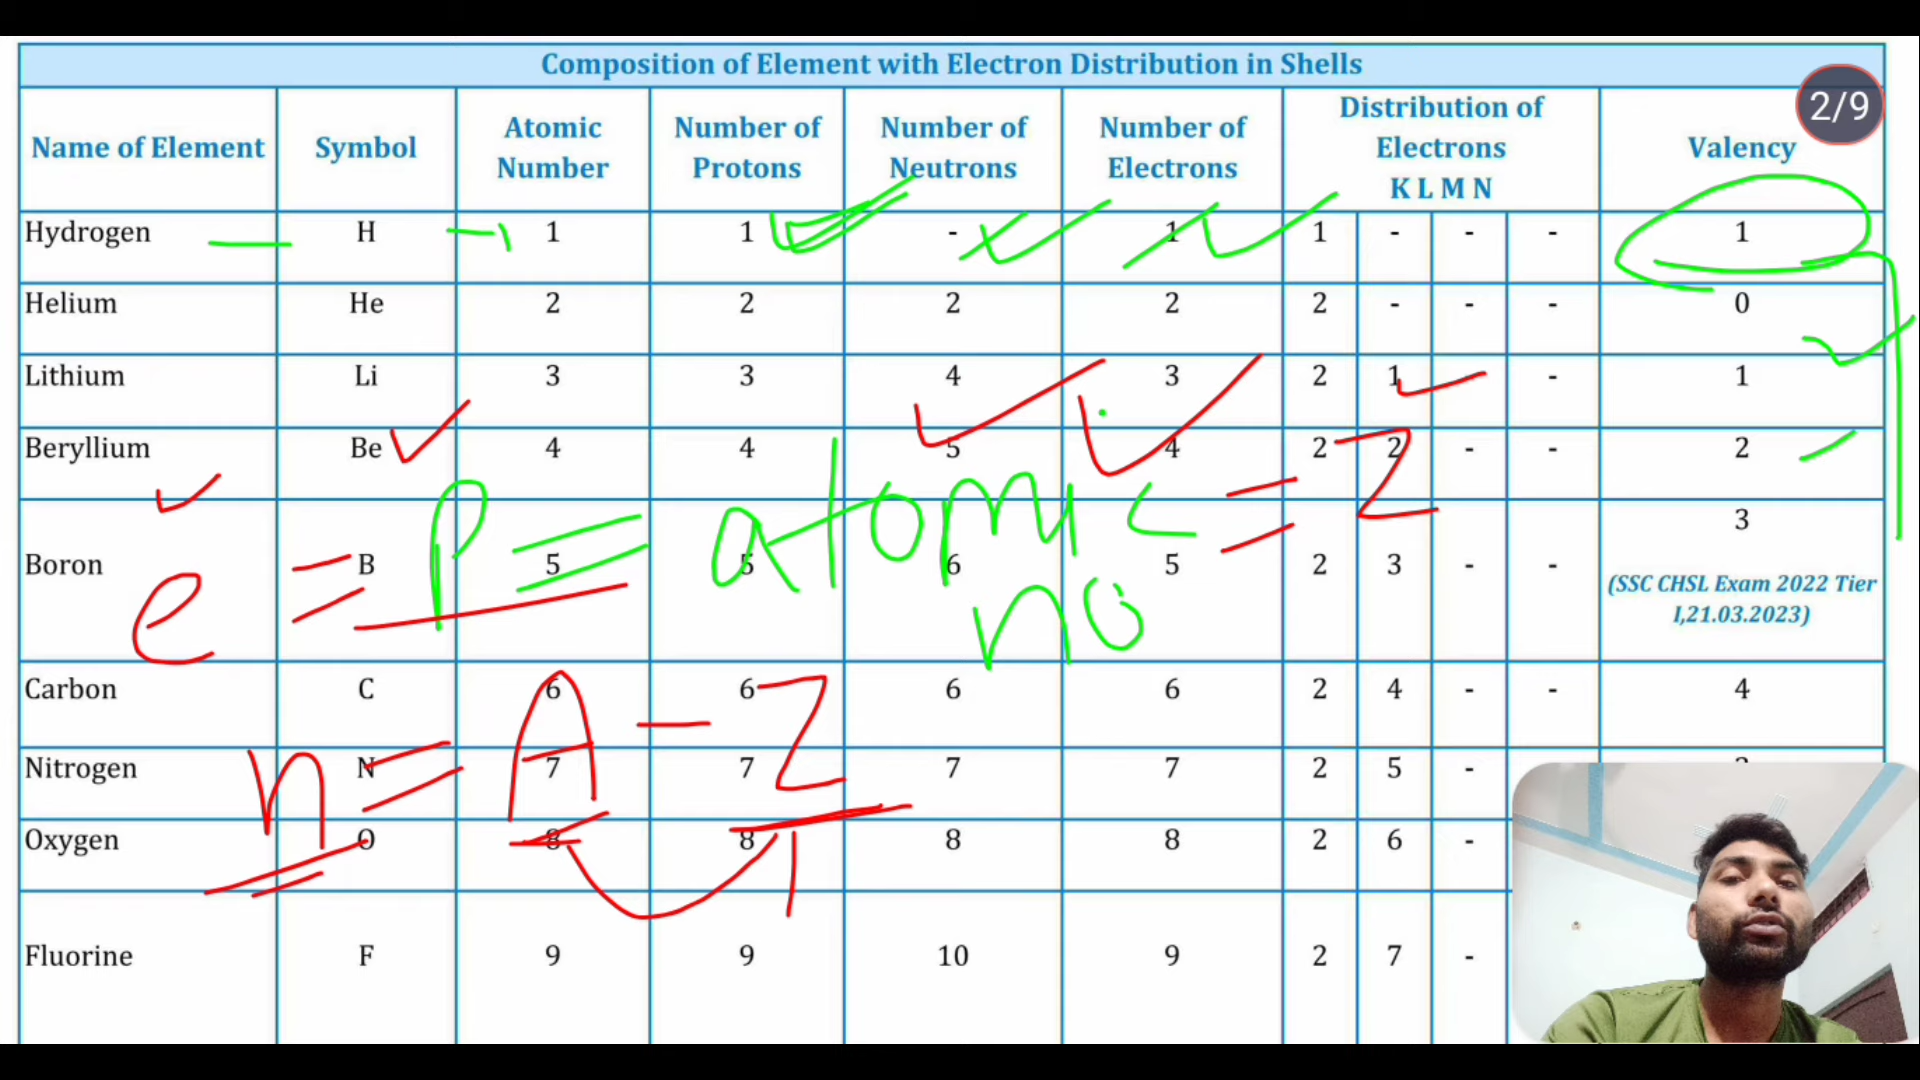 Composition of Element with Electron Distribution in Shells
2/9
Name of Element Symbol Atomic Number Number of Protons Number of Neutrons Number of Electrons Distribution of Electrons K L M N Valency
Hydrogen H 1 1 - 1 1 - - - 1
Helium He 2 2 2 2 2 - - - 0
Lithium Li 3 3 4 3 2 1 - 1
Beryllium Be 4 4 5 4 2 2 - - 2
Boron B 5 5 6 5 2 3 - - 3
(SSC CHSL Exam 2022 Tier
I,21.03.2023)
e = p = atomic no = Z
Carbon C 6 6 6 6 2 4 - - 4
Nitrogen N 7 7 7 7 2 5 -
n = A - Z
Oxygen O 8 8 8 8 2 6 -
Fluorine F 9 9 10 9 2 7 -